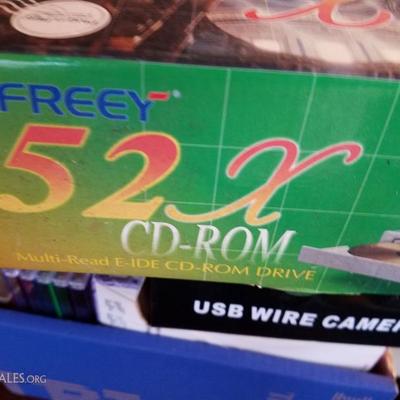 FREEY
52X
CD-ROM
Multi-Read E-IDE CD-ROM DRIVE
USB WIRE CAMER
ALES.ORG